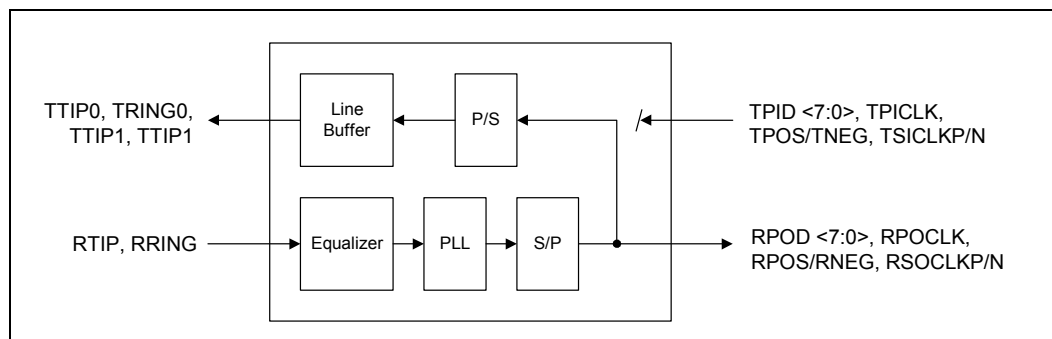 TTIP0, TRING0,
TTIP1, TTIP1
Line
Buffer
P/S
TPID <7:0>, TPICLK,
TPOS/TNEG, TSICLKP/N
RTIP, RRING
Equalizer
PLL
S/P
RPOD <7:0>, RPOCLK,
RPOS/RNEG, RSOCLKP/N